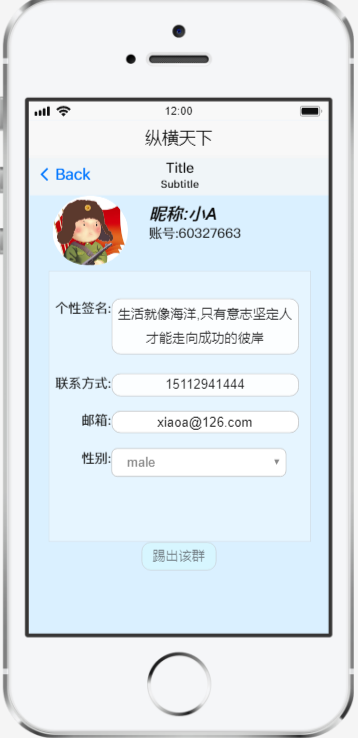 12:00
纵横天下
Back
Title
Subtitle
昵称:小A
账号:60327663
个性签名:
生活就像海洋,只有意志坚定人
才能走向成功的彼岸
联系方式: 15112941444
邮箱: xiaoa@126.com
性别: male
踢出该群